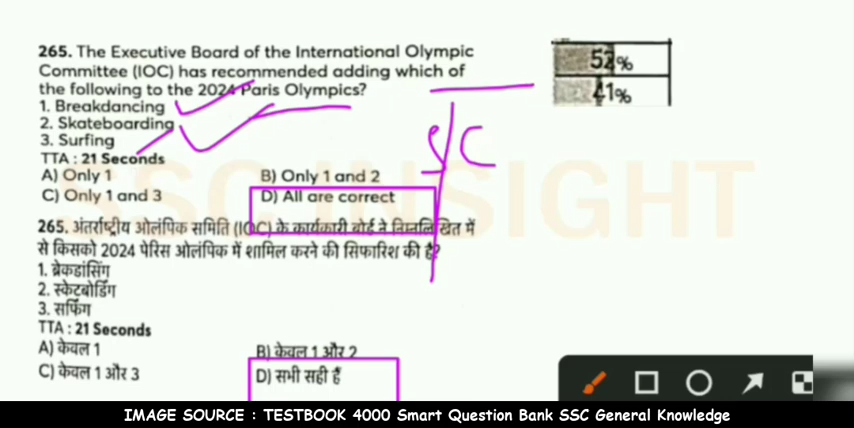 265. The Executive Board of the International Olympic
Committee (IOC) has recommended adding which of
the following to the 2024 Paris Olympics?
1. Breakdancing
2. Skateboarding
3. Surfing
TTA : 21 Seconds
A) Only 1
B) Only 1 and 2
C) Only 1 and 3
D) All are correct
52%
41%
SC
SSC INSIGHT
265. अंतर्राष्ट्रीय ओलंपिक समिति (IOC) के कार्यकारी बोर्ड ने निम्नलिखित में
से किसको 2024 पेरिस ओलंपिक में शामिल करने की सिफारिश की है?
1. ब्रेकडांसिंग
2. स्केटबोर्डिंग
3. सर्फिंग
TTA : 21 Seconds
A) केवल 1
B) केवल 1 और 2
C) केवल 1 और 3
D) सभी सही हैं
IMAGE SOURCE : TESTBOOK 4000 Smart Question Bank SSC General Knowledge